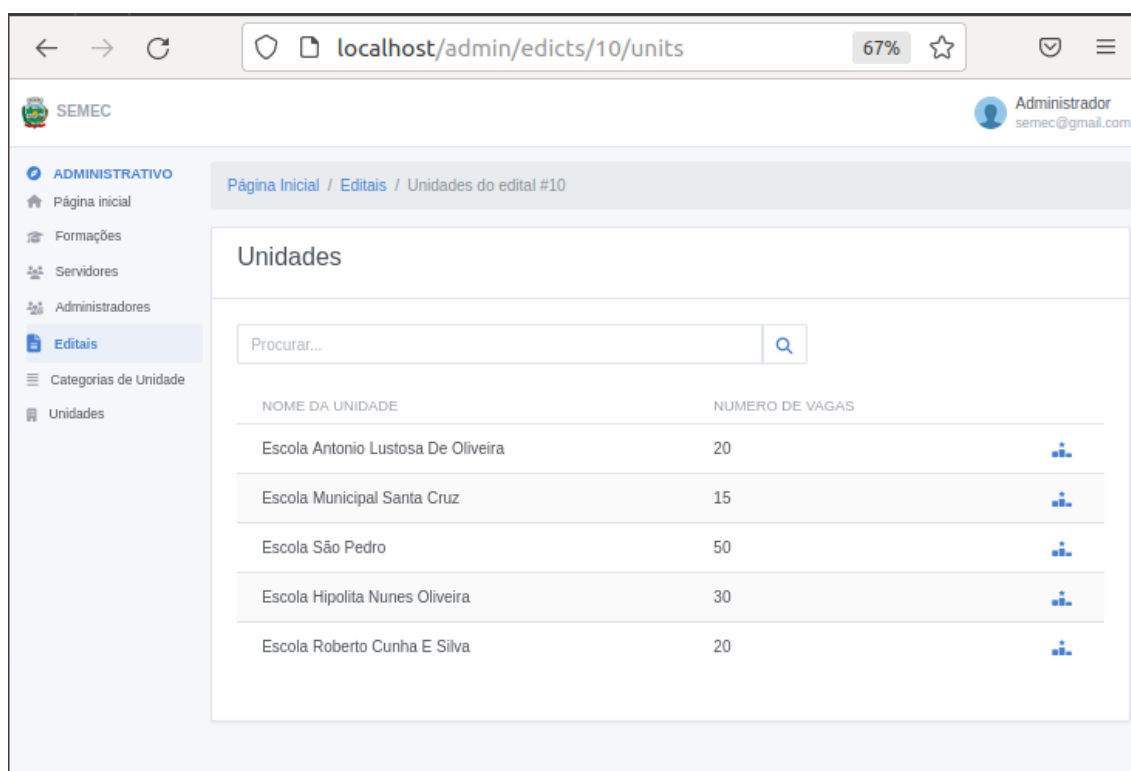 localhost/admin/edicts/10/units 67%
SEMEC
Administrador
semec@gmail.com
ADMINISTRATIVO
Página inicial
Formações
Servidores
Administradores
Editais
Categorias de Unidade
Unidades
Página Inicial / Editais / Unidades do edital #10
Unidades
Procurar...
NOME DA UNIDADE NUMERO DE VAGAS
Escola Antonio Lustosa De Oliveira 20
Escola Municipal Santa Cruz 15
Escola São Pedro 50
Escola Hipolita Nunes Oliveira 30
Escola Roberto Cunha E Silva 20